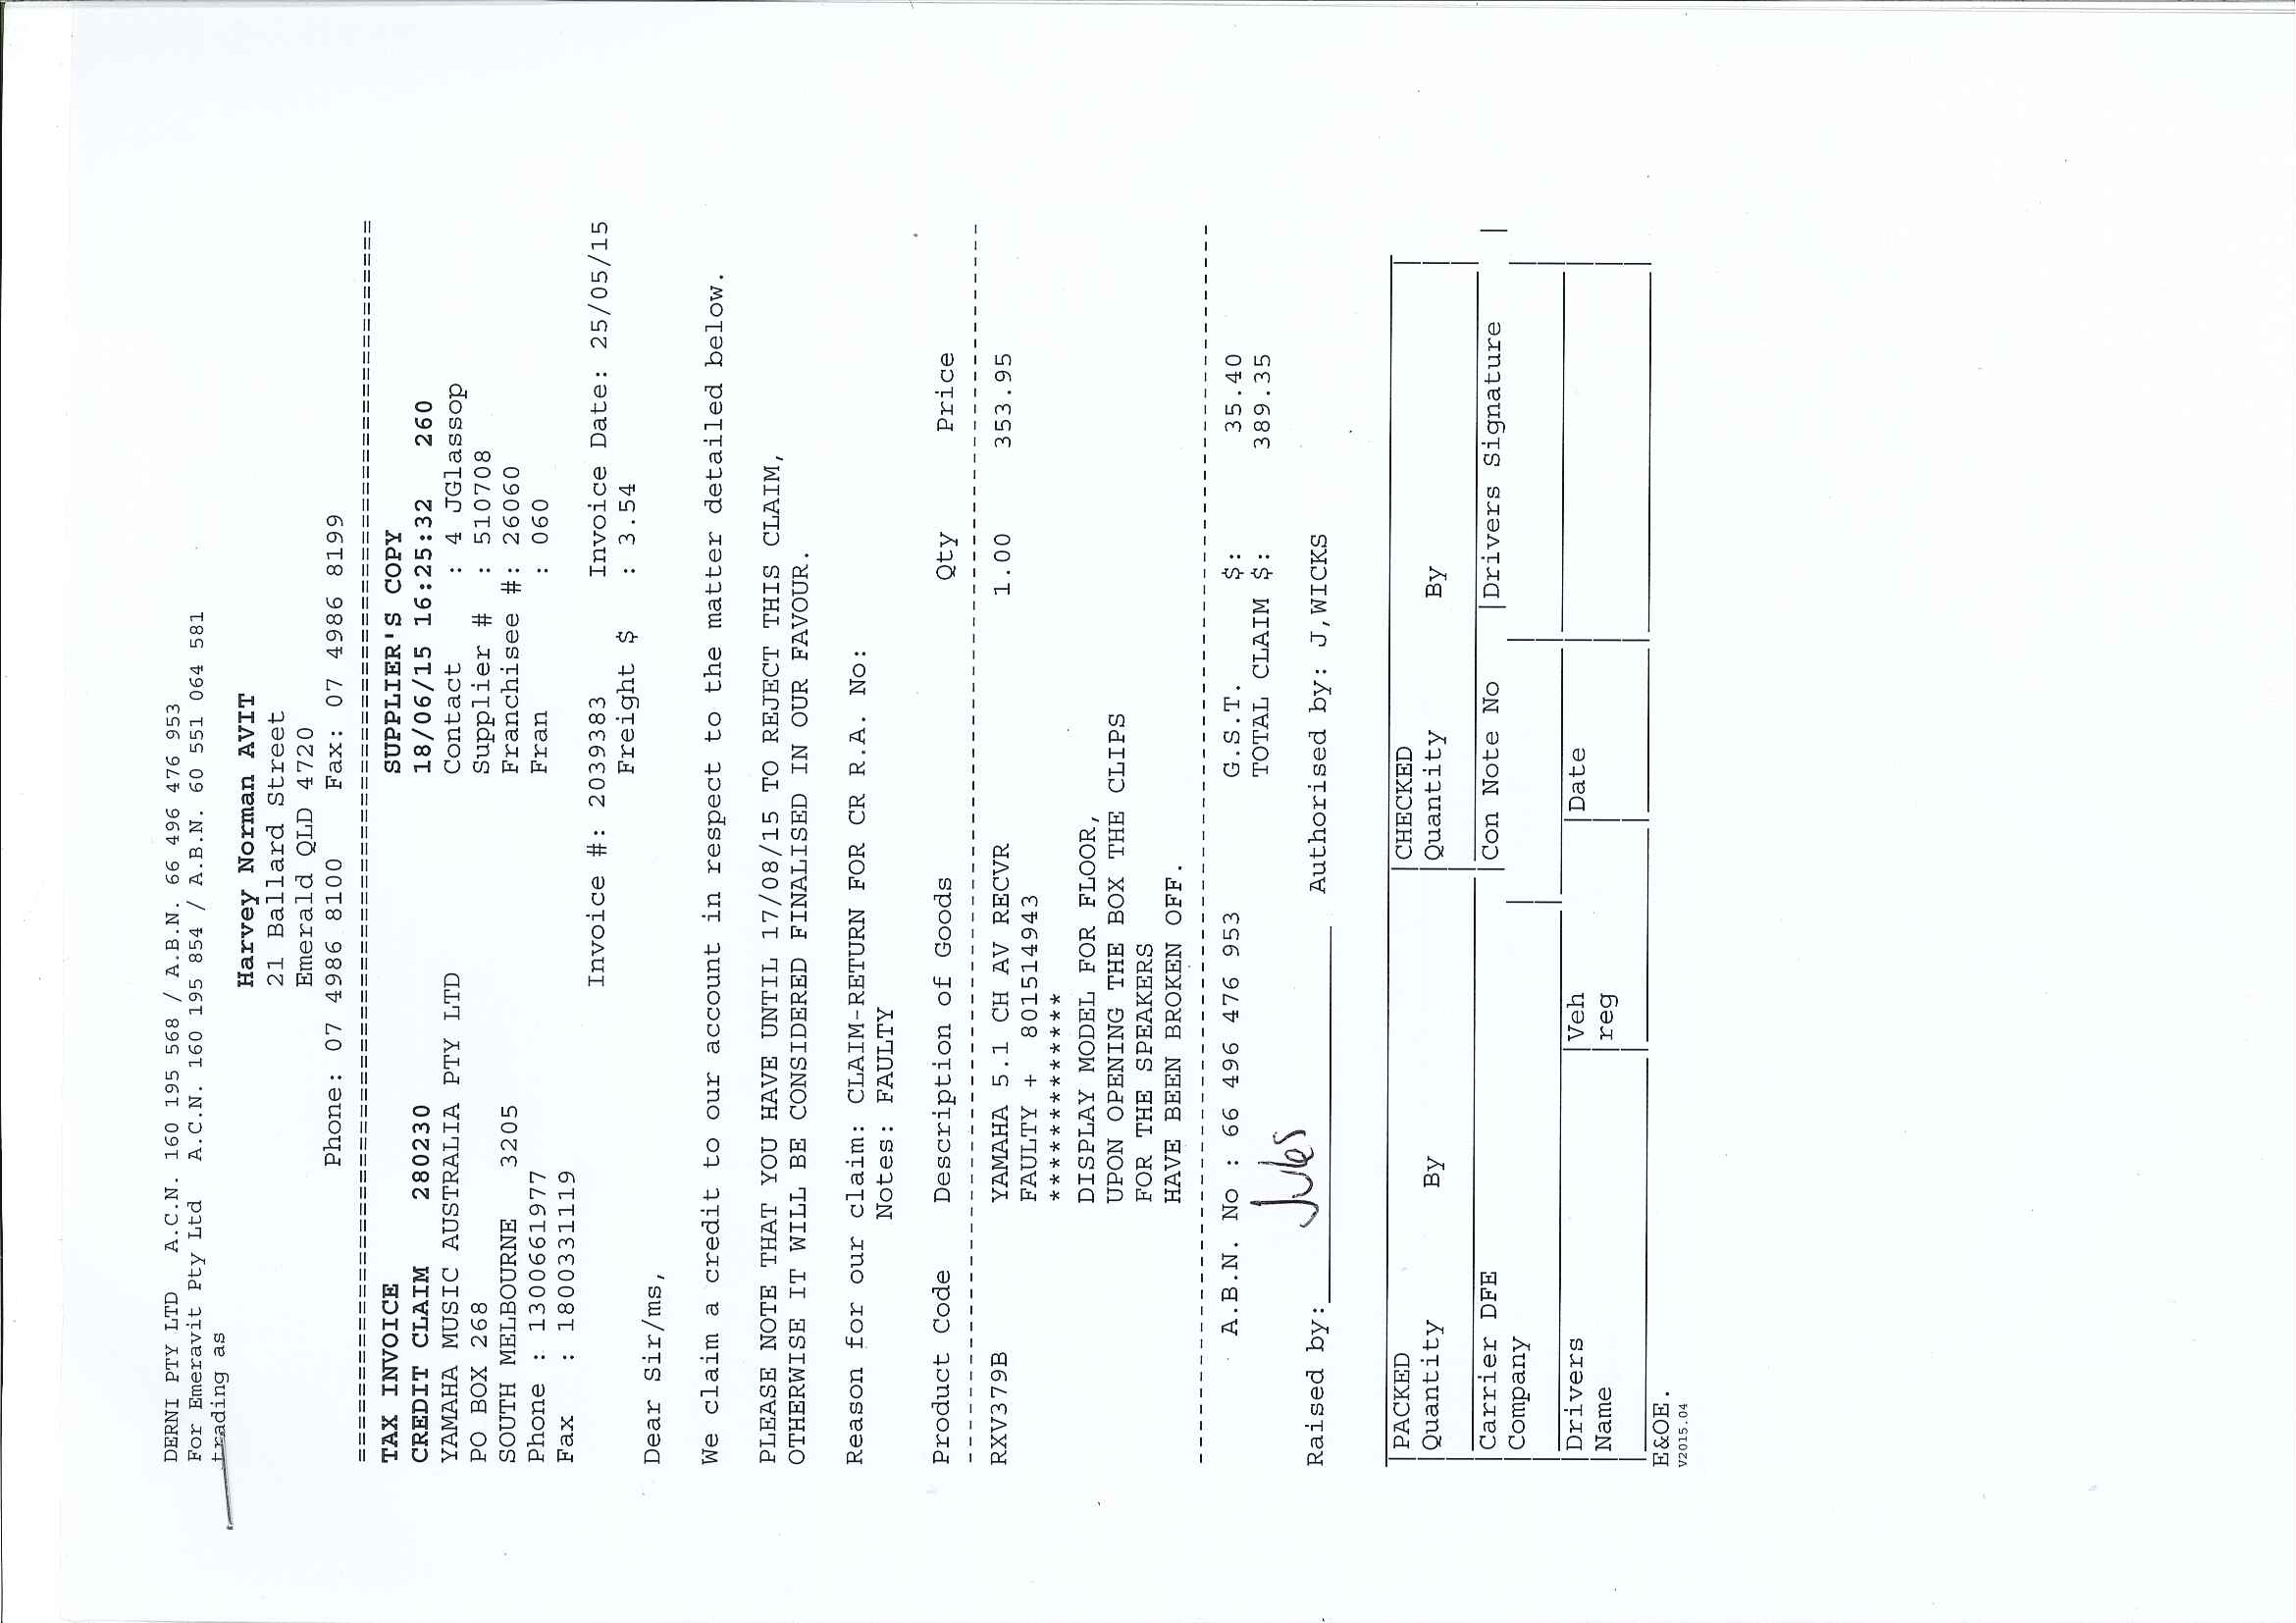 DERNI PTY LTD A.C.N. 160 195 568 / A.B.N. 66 496 476 953
For Emeravit Pty Ltd A.C.N. 160 195 854 / A.B.N. 60 551 064 581
trading as
Harvey Norman AVIT
21 Ballard Street
Emerald QLD 4720
Phone: 07 4986 8100 Fax: 07 4986 8199
================================================================================
TAX INVOICE SUPPLIER'S COPY
CREDIT CLAIM 280230 18/06/15 16:25:32 260
YAMAHA MUSIC AUSTRALIA PTY LTD Contact : 4 JGlassop
PO BOX 268 Supplier # : 510708
SOUTH MELBOURNE 3205 Franchisee #: 26060
Phone : 1300661977 Fran : 060
Fax : 1800331119
Invoice #: 2039383 Invoice Date: 25/05/15
Freight $ : 3.54
Dear Sir/ms,
We claim a credit to our account in respect to the matter detailed below.
PLEASE NOTE THAT YOU HAVE UNTIL 17/08/15 TO REJECT THIS CLAIM,
OTHERWISE IT WILL BE CONSIDERED FINALISED IN OUR FAVOUR.
Reason for our claim: CLAIM-RETURN FOR CR R.A. No:
Notes: FAULTY
Product Code Description of Goods Qty Price
RXV379B YAMAHA 5.1 CH AV RECVR 1.00 353.95
FAULTY + 801514943
****************
DISPLAY MODEL FOR FLOOR,
UPON OPENING THE BOX THE CLIPS
FOR THE SPEAKERS
HAVE BEEN BROKEN OFF.
A.B.N. No : 66 496 476 953 G.S.T. $: 35.40
TOTAL CLAIM $: 389.35
Raised by: Jules Authorised by: J,WICKS
PACKED CHECKED
Quantity By Quantity By
Carrier DFE Con Note No Drivers Signature
Company
Drivers Veh Date
Name reg
E&OE.
V2015.04